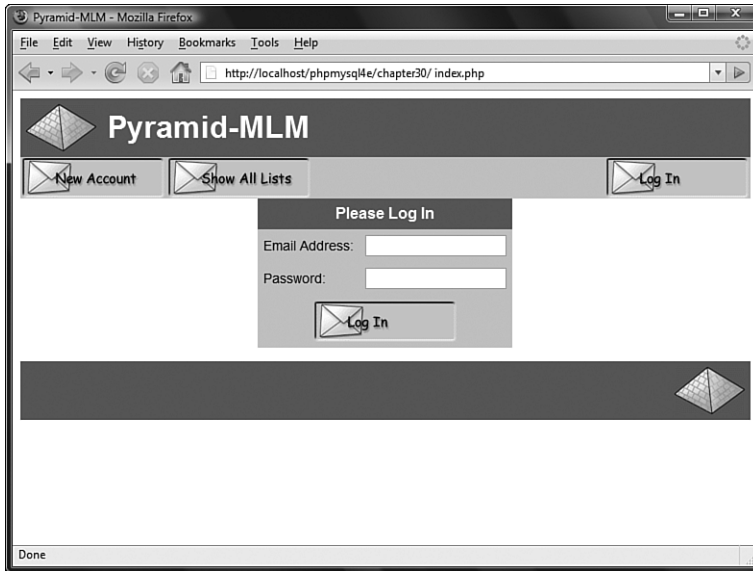 Pyramid-MLM - Mozilla Firefox
File Edit View History Bookmarks Tools Help
http://localhost/phpmysql4e/chapter30/ index.php
Pyramid-MLM
New Account Show All Lists Log In
Please Log In
Email Address:
Password:
Log In
Done